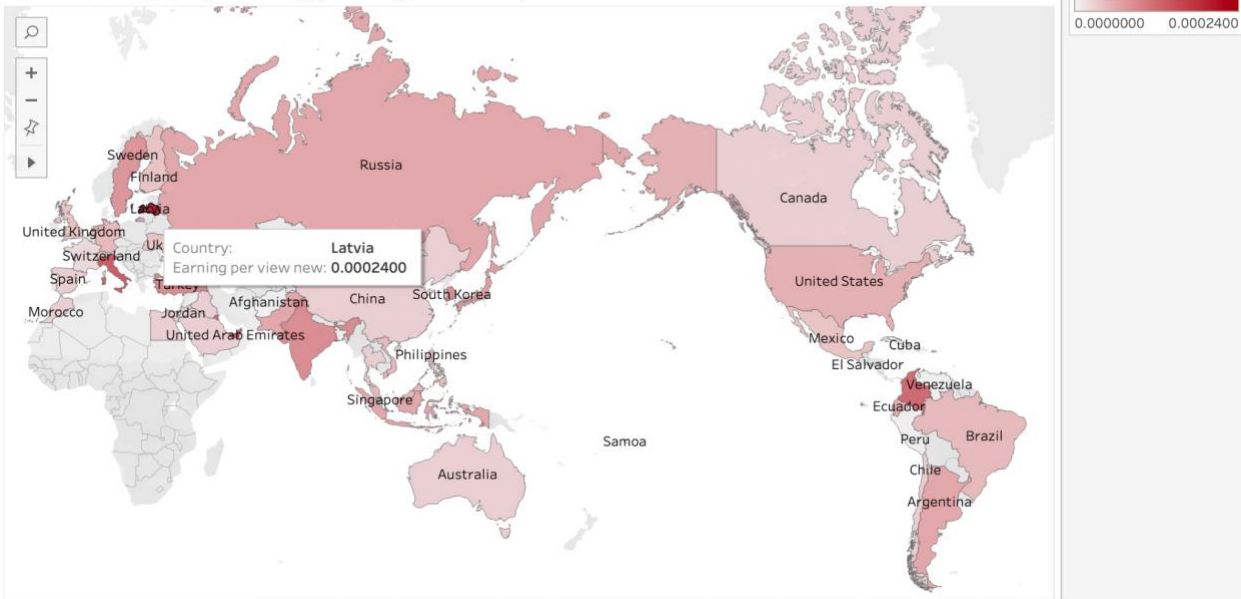 0.0000000 0.0002400
Sweden
Finland
Russia
Canada
Latvia
United Kingdom
Uk
Switzerland
Country: Latvia
Earning per view new: 0.0002400
Spain
Turkey
United States
Afghanistan
China
South Korea
Morocco
Jordan
United Arab Emirates
Mexico
Cuba
Philippines
El Salvador
Venezuela
Singapore
Ecuador
Samoa
Peru
Brazil
Chile
Australia
Argentina